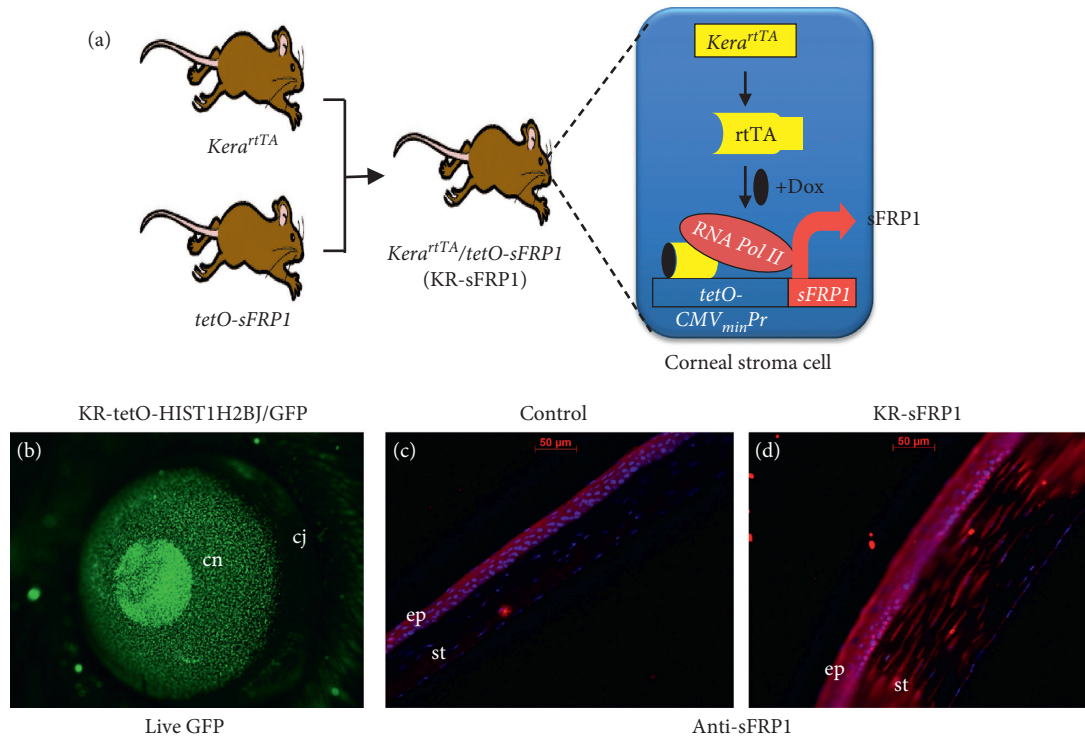 (a)
Kera^rtTA
tetO-sFRP1
Kera^rtTA/tetO-sFRP1
(KR-sFRP1)
Kera^rtTA
rtTA
+Dox
RNA Pol II
sFRP1
tetO-
CMV_minPr
sFRP1
Corneal stroma cell
KR-tetO-HIST1H2BJ/GFP
Control
KR-sFRP1
(b)
cn
cj
(c)
50 µm
ep
st
(d)
50 µm
ep
st
Live GFP
Anti-sFRP1